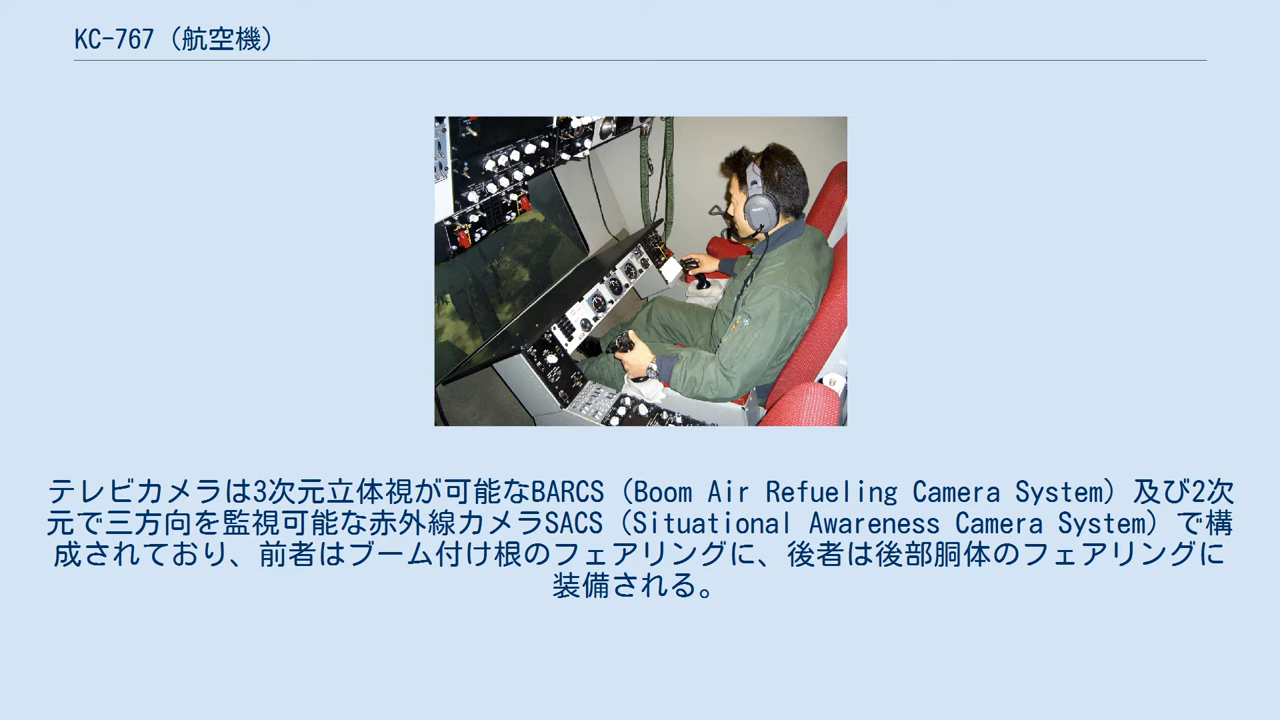 KC-767（航空機）
テレビカメラは3次元立体視が可能なBARCS（Boom Air Refueling Camera System）及び2次
元で三方向を監視可能な赤外線カメラSACS（Situational Awareness Camera System）で構
成されており、前者はブーム付け根のフェアリングに、後者は後部胴体のフェアリングに
装備される。